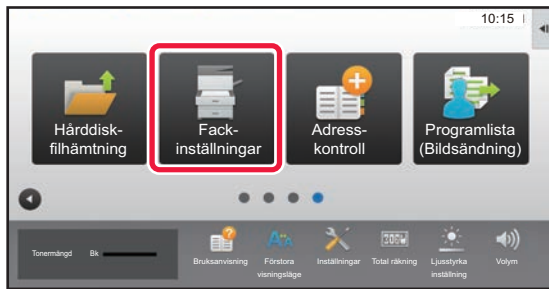 10:15
Hårddisk-
filhämtning
Fack-
inställningar
Adress-
kontroll
Programlista
(Bildsändning)
Tonermängd Bk
Bruksanvisning
Förstora
visningsläge
Inställningar
Total räkning
Ljusstyrka
inställning
Volym